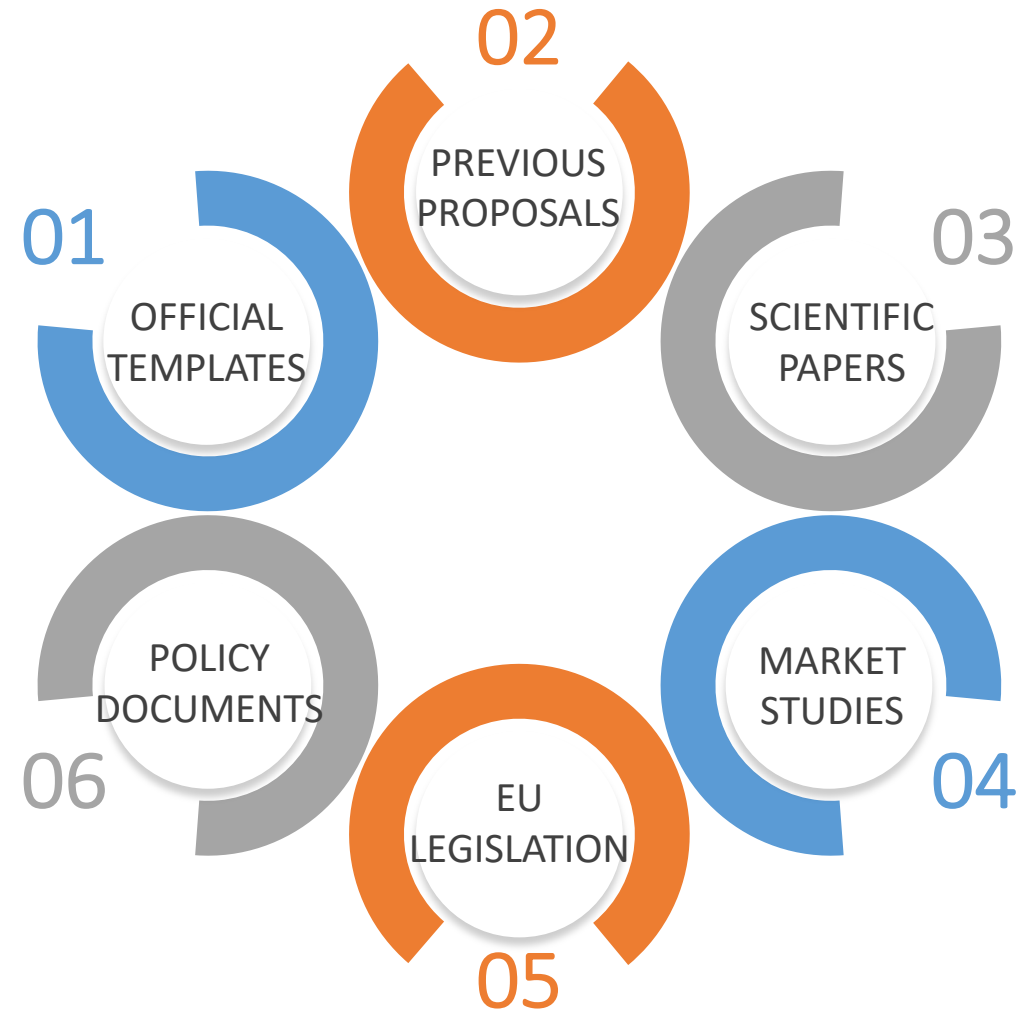 01
OFFICIAL
TEMPLATES
02
PREVIOUS
PROPOSALS
03
SCIENTIFIC
PAPERS
04
MARKET
STUDIES
05
EU
LEGISLATION
06
POLICY
DOCUMENTS